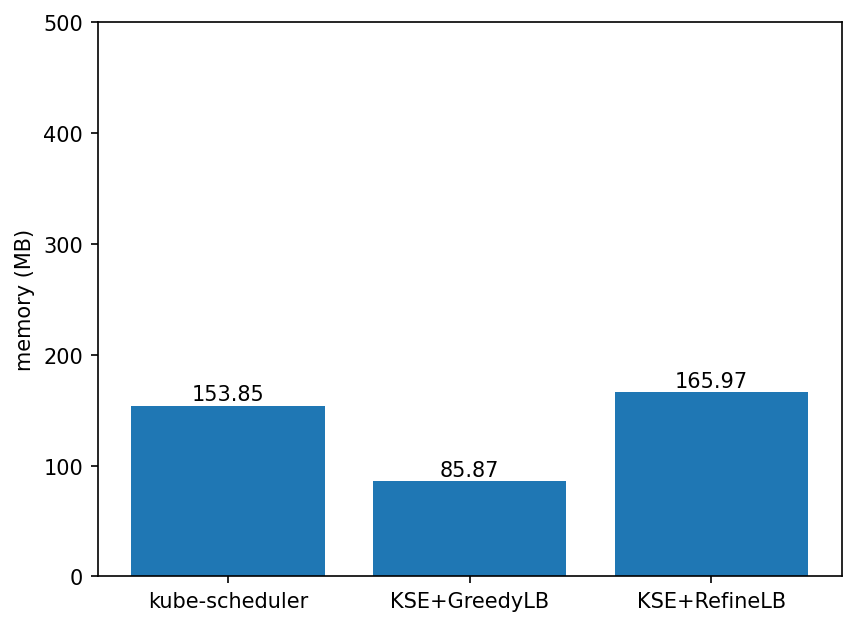 500
400
300
200
100
0
memory (MB)
153.85
85.87
165.97
kube-scheduler
KSE+GreedyLB
KSE+RefineLB